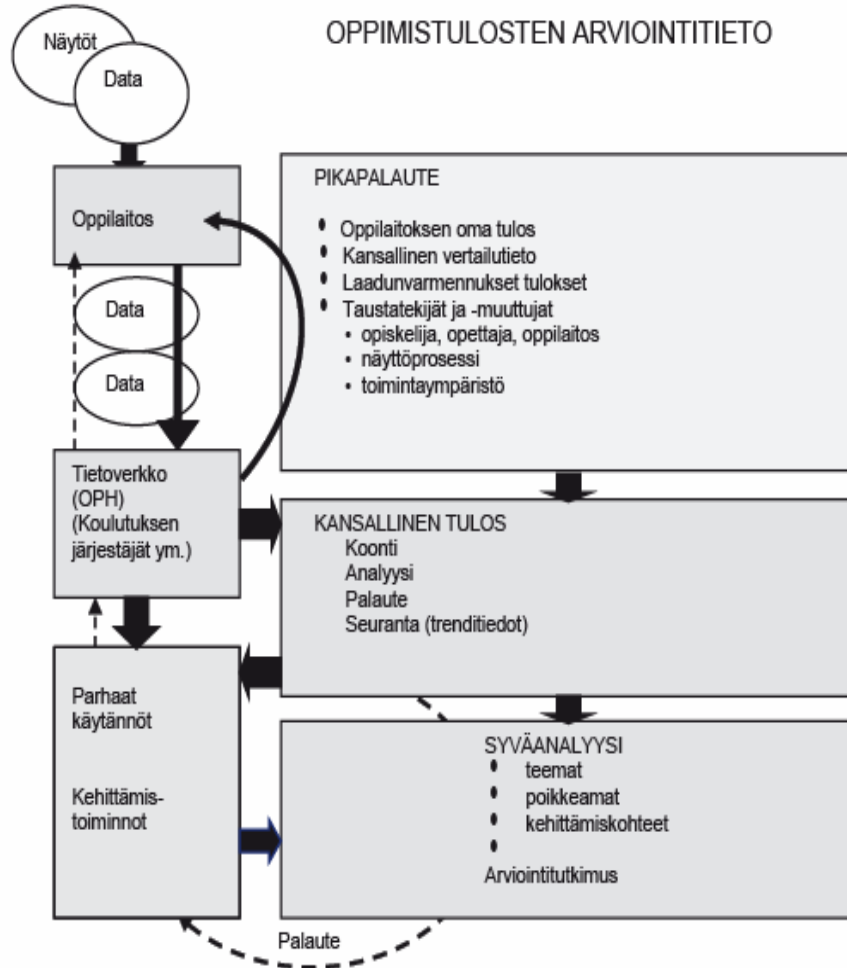 OPPIMISTULOSTEN ARVIOINTITIETO
Näytöt
Data
Oppilaitos
Data
Data
Tietoverkko
(OPH)
(Koulutuksen
järjestäjät ym.)
Parhaat
käytännöt
Kehittämis-
toiminnot
PIKAPALAUTE
• Oppilaitoksen oma tulos
• Kansallinen vertailutieto
• Laadunvarmennukset tulokset
• Taustatekijät ja -muuttujat
• opiskelija, opettaja, oppilaitos
• näyttöprosessi
• toimintaympäristö
KANSALLINEN TULOS
Koonti
Analyysi
Palaute
Seuranta (trenditiedot)
SYVÄANALYYSI
• teemat
• poikkeamat
• kehittämiskohteet
•
Arviointitutkimus
Palaute